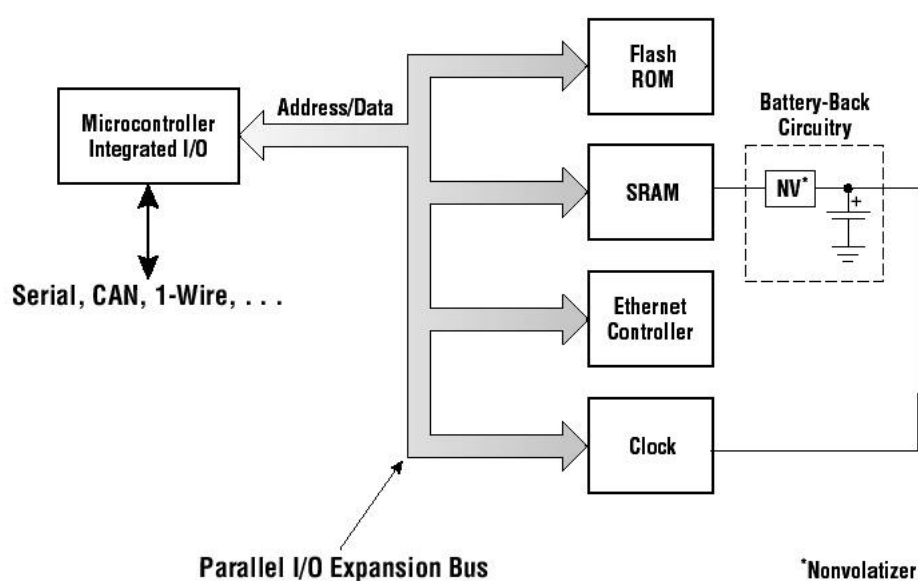 Flash
ROM
Address/Data
Microcontroller
Integrated I/O
Battery-Back
Circuitry
SRAM
NV*
+
Serial, CAN, 1-Wire, . . .
Ethernet
Controller
Clock
Parallel I/O Expansion Bus
*Nonvolatizer